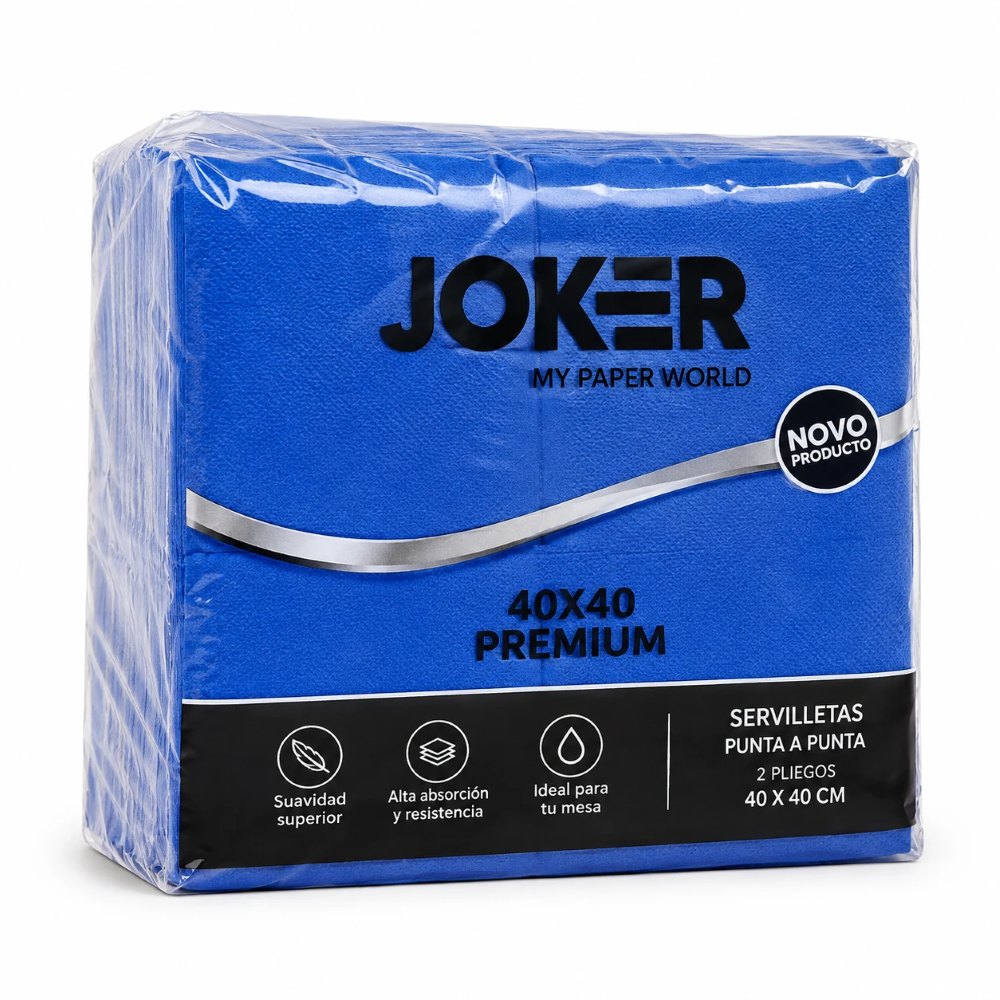 JOKER
MY PAPER WORLD
NOVO
PRODUCTO
40X40
PREMIUM
Suavidad
superior
Alta absorción
y resistencia
Ideal para
tu mesa
SERVILLETAS
PUNTA A PUNTA
2 PLIEGOS
40 X 40 CM